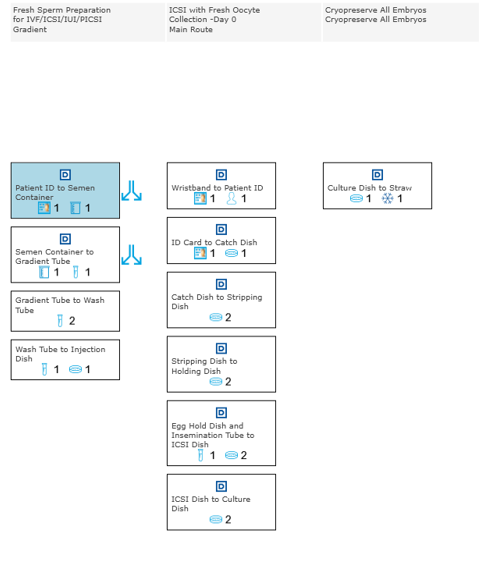 Fresh Sperm Preparation
for IVF/ICSI/IUI/PICSI
Gradient
ICSI with Fresh Oocyte
Collection -Day 0
Main Route
Cryopreserve All Embryos
Cryopreserve All Embryos
D
Patient ID to Semen
Container
1 1
D
Semen Container to
Gradient Tube
1 1
Gradient Tube to Wash
Tube
2
Wash Tube to Injection
Dish
1 1
D
Wristband to Patient ID
1 1
D
ID Card to Catch Dish
1 1
D
Catch Dish to Stripping
Dish
2
D
Stripping Dish to
Holding Dish
2
D
Egg Hold Dish and
Insemination Tube to
ICSI Dish
1 2
D
ICSI Dish to Culture
Dish
2
D
Culture Dish to Straw
1 1